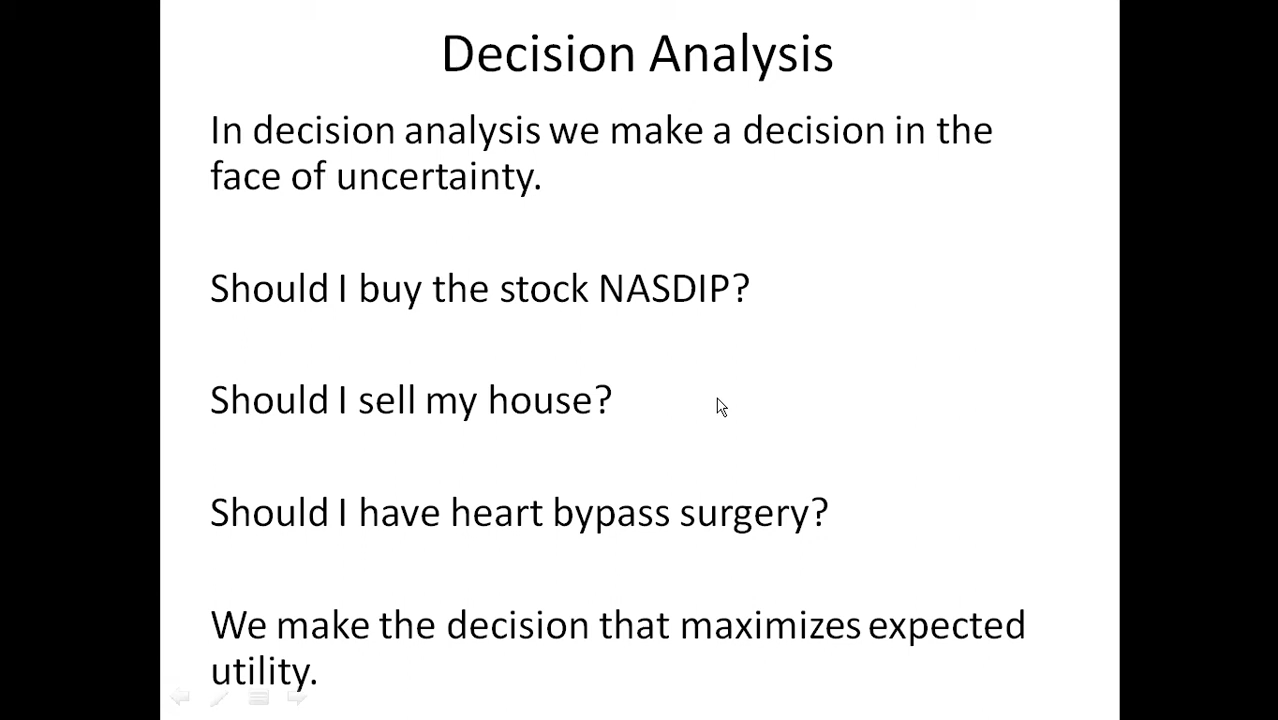 Decision Analysis
In decision analysis we make a decision in the
face of uncertainty.
Should I buy the stock NASDIP?
Should I sell my house?
Should I have heart bypass surgery?
We make the decision that maximizes expected
utility.